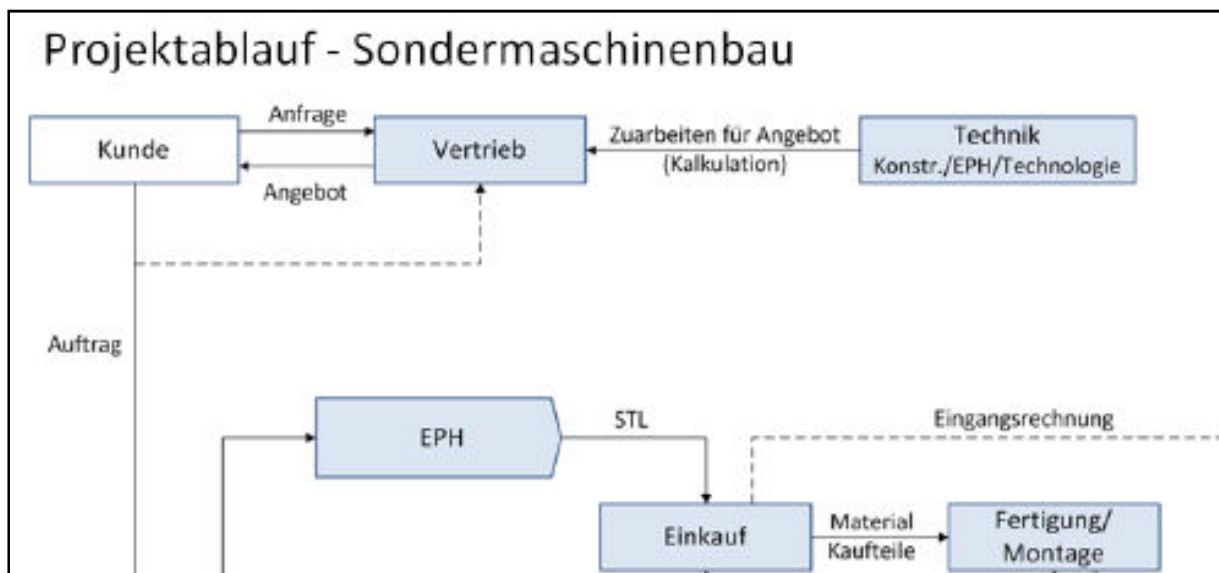 Projektablauf - Sondermaschinenbau
Anfrage
Kunde
Vertrieb
Angebot
Zuarbeiten für Angebot
(Kalkulation)
Technik
Konstr./EPH/Technologie
Auftrag
EPH
STL
Eingangsrechnung
Einkauf
Material
Kaufteile
Fertigung/
Montage